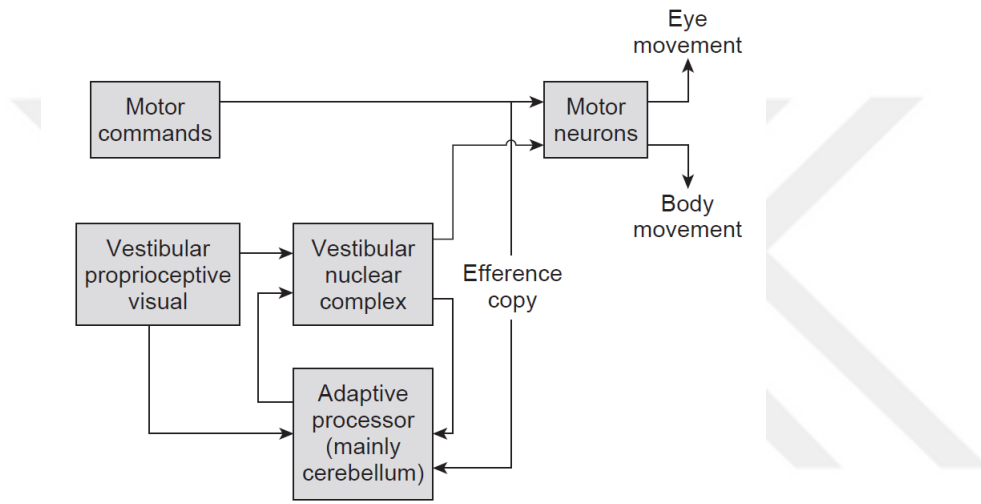 Eye
movement
Motor
commands
Motor
neurons
Body
movement
Vestibular
proprioceptive
visual
Vestibular
nuclear
complex
Efference
copy
Adaptive
processor
(mainly
cerebellum)